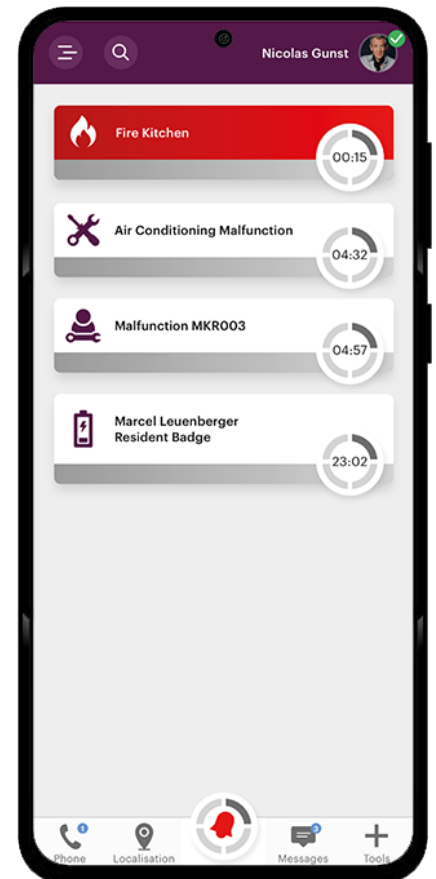 Nicolas Gunst
Fire Kitchen
00:15
Air Conditioning Malfunction
04:32
Malfunction MKR003
04:57
Marcel Leuenberger
Resident Badge
23:02
1
3
Phone
Localisation
Messages
Tools